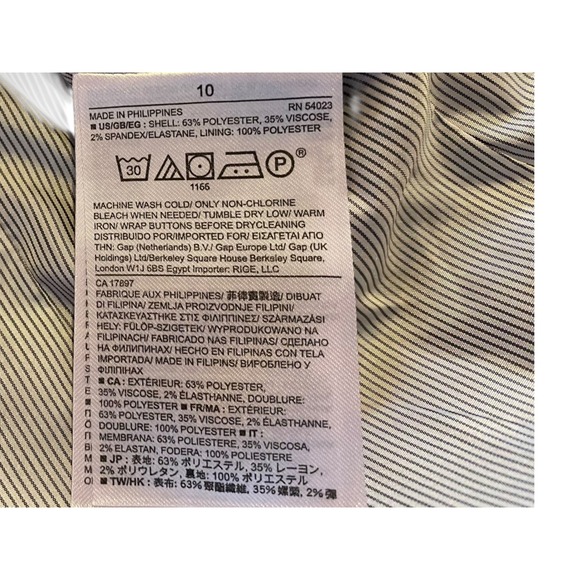 10
MADE IN PHILIPPINES RN 54023
■ US/GB/EG: SHELL: 63% POLYESTER, 35% VISCOSE,
2% SPANDEX/ELASTANE, LINING: 100% POLYESTER
30 P ®
1166
MACHINE WASH COLD/ ONLY NON-CHLORINE
BLEACH WHEN NEEDED/ TUMBLE DRY LOW/ WARM
IRON/ WRAP BUTTONS BEFORE DRYCLEANING
DISTRIBUIDO POR/IMPORTED FOR/ ΕΙΣΑΓΕΤΑΙ ΑΠΟ
ΤΗΝ: Gap (Netherlands) B.V./ Gap Europe Ltd/ Gap (UK
Holdings) Ltd/Berkeley Square House Berkeley Square,
London W1J 6BS Egypt Importer: RIGE, LLC
CA 17897
FABRIQUE AUX PHILIPPINES/ 菲律賓製造/ DIBUAT
DI FILIPINA/ ZEMLJA PROIZVODNJE FILIPINI/
ΚΑΤΑΣΚΕΥΑΣΤΗΚΕ ΣΤΙΣ ΦΙΛΙΠΠΙΝΕΣ/ SZÁRMAZÁSI
HELY: FÜLÖP-SZIGETEK/ WYPRODUKOWANO NA
FILIPINACH/ FABRICADO NAS FILIPINAS/ СДЕЛАНО
НА ФИЛИПИНАХ/ HECHO EN FILIPINAS CON TELA
IMPORTADA/ MADE IN FILIPINS/ ВИРОБЛЕНО У
ФІЛІПІНАХ
■ CA: EXTÉRIEUR: 63% POLYESTER,
35% VISCOSE, 2% ÉLASTHANNE, DOUBLURE:
100% POLYESTER ■ FR/MA: EXTÉRIEUR:
63% POLYESTER, 35% VISCOSE, 2% ÉLASTHANNE,
DOUBLURE: 100% POLYESTER ■ IT:
MEMBRANA: 63% POLIESTERE, 35% VISCOSA,
2% ELASTAN, FODERA: 100% POLIESTERE
■ JP: 表地: 63% ポリエステル, 35% レーヨン,
2% ポリウレタン, 裏地: 100% ポリエステル
■ TW/HK: 表布: 63% 聚酯纖維, 35% 嫘縈, 2% 彈